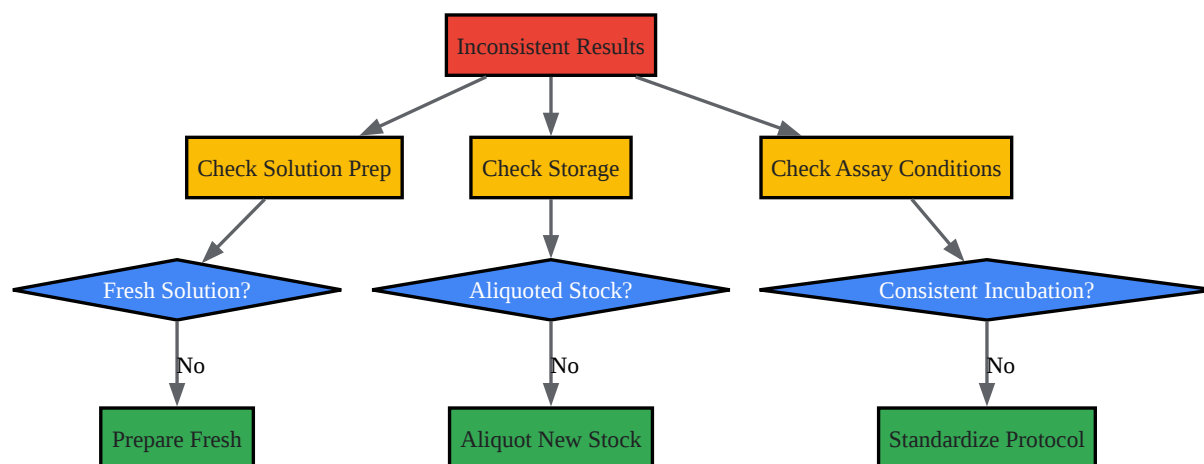 Inconsistent Results
Check Solution Prep
Check Storage
Check Assay Conditions
Fresh Solution?
Aliquoted Stock?
Consistent Incubation?
No
No
No
Prepare Fresh
Aliquot New Stock
Standardize Protocol